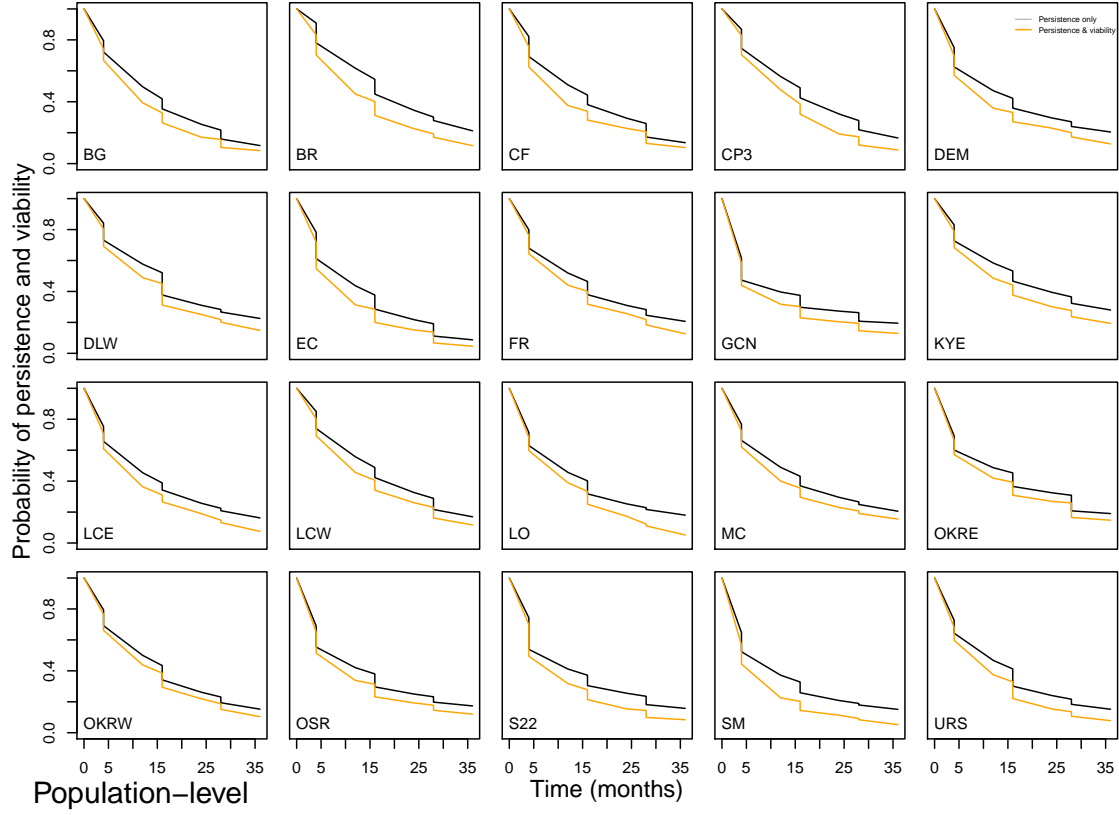 Persistence only
Persistence & viability
0.0 0.4 0.8
BG
BR
CF
CP3
DEM
0.0 0.4 0.8
DLW
EC
FR
GCN
KYE
Probability of persistence and viability
0.0 0.4 0.8
LCE
LCW
LO
MC
OKRE
0.0 0.4 0.8
OKRW
OSR
S22
SM
URS
0 5 15 25 35
0 5 15 25 35
0 5 15 25 35
0 5 15 25 35
0 5 15 25 35
Time (months)
Population−level